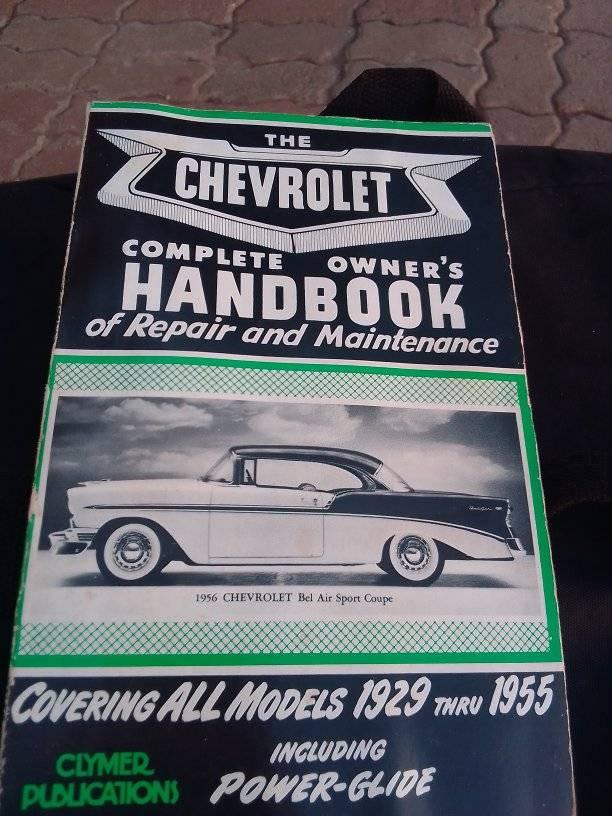 THE
CHEVROLET
COMPLETE OWNER'S
HANDBOOK
of Repair and Maintenance
1956 CHEVROLET Bel Air Sport Coupe
COVERING ALL MODELS 1929 THRU 1955
INCLUDING
POWER-GLIDE
CLYMER
PUBLICATIONS